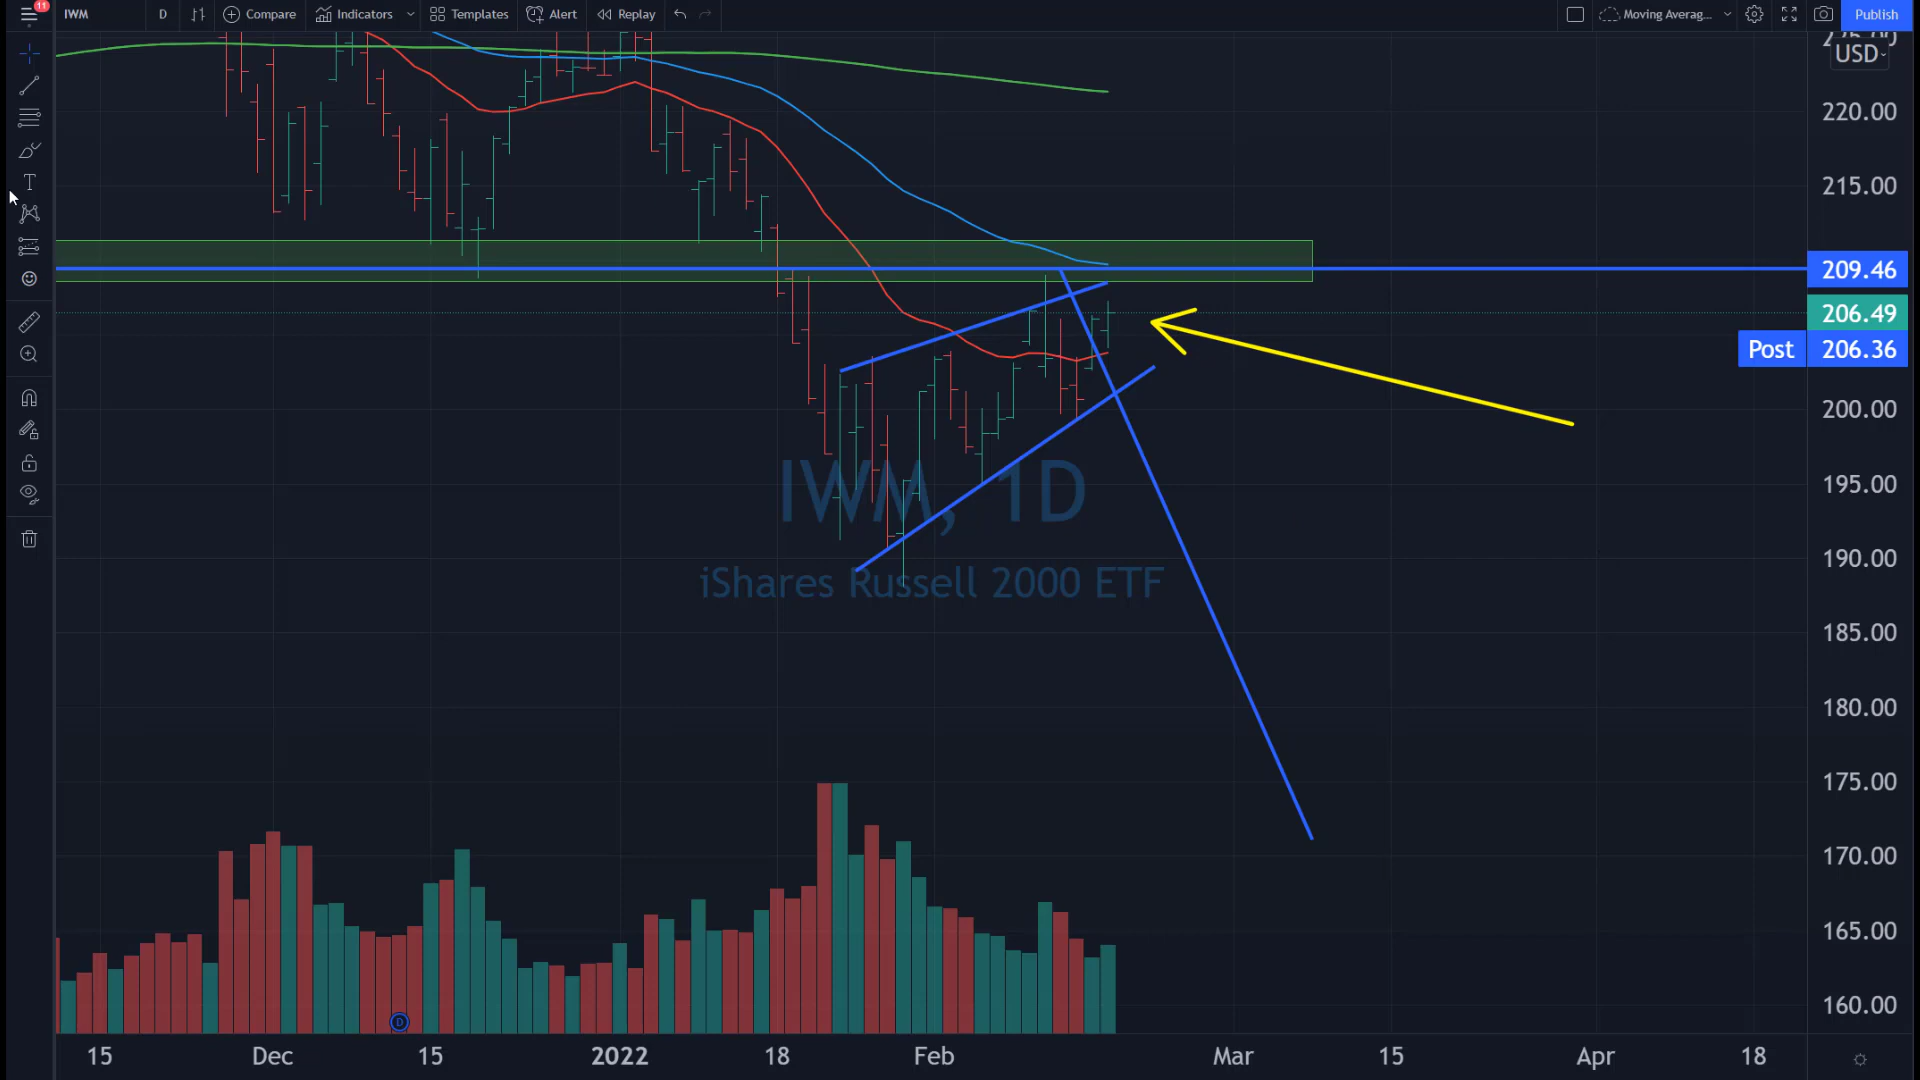 11 IWM D Compare Indicators Templates Alert Replay Moving Averag... Publish
USD
220.00
215.00
209.46
206.49
Post 206.36
200.00
195.00
IWM, 1D
190.00
iShares Russell 2000 ETF
185.00
180.00
175.00
170.00
165.00
160.00
D
15 Dec 15 2022 18 Feb Mar 15 Apr 18